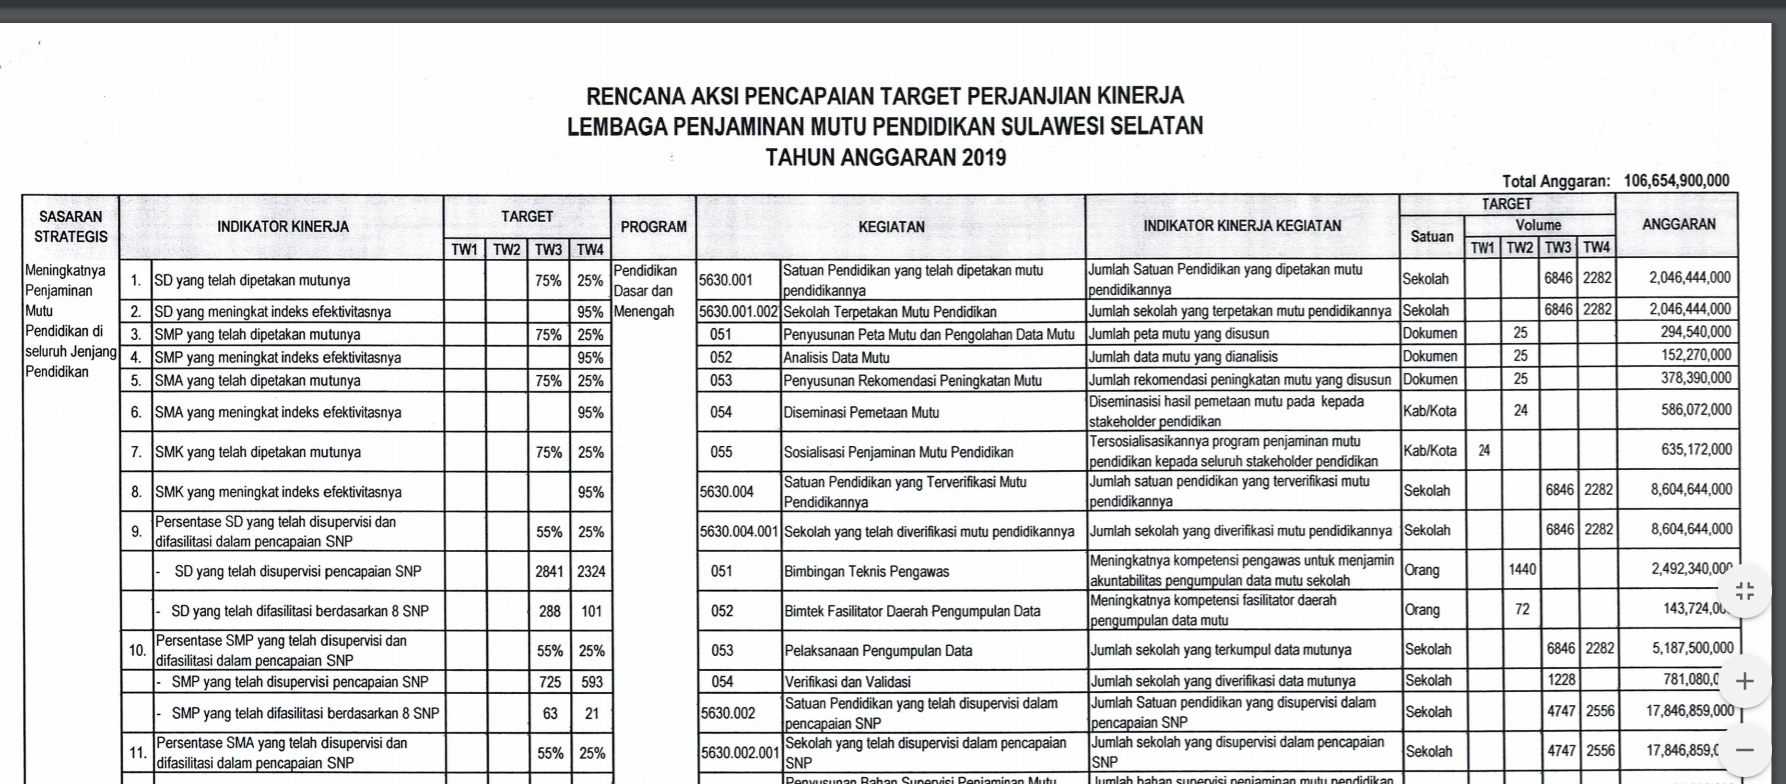 RENCANA AKSI PENCAPAIAN TARGET PERJANJIAN KINERJA
LEMBAGA PENJAMINAN MUTU PENDIDIKAN SULAWESI SELATAN
TAHUN ANGGARAN 2019
Total Anggaran: 106,654,900,000
SASARAN STRATEGIS INDIKATOR KINERJA TARGET PROGRAM KEGIATAN INDIKATOR KINERJA KEGIATAN TARGET ANGGARAN
Satuan Volume
TW1 TW2 TW3 TW4 TW1 TW2 TW3 TW4
Meningkatnya
Penjaminan
Mutu
Pendidikan di
seluruh Jenjang
Pendidikan
Pendidikan
Dasar dan
Menengah
1. SD yang telah dipetakan mutunya 75% 25%
2. SD yang meningkat indeks efektivitasnya 95%
3. SMP yang telah dipetakan mutunya 75% 25%
4. SMP yang meningkat indeks efektivitasnya 95%
5. SMA yang telah dipetakan mutunya 75% 25%
6. SMA yang meningkat indeks efektivitasnya 95%
7. SMK yang telah dipetakan mutunya 75% 25%
8. SMK yang meningkat indeks efektivitasnya 95%
9. Persentase SD yang telah disupervisi dan
difasilitasi dalam pencapaian SNP 55% 25%
- SD yang telah disupervisi pencapaian SNP 2841 2324
- SD yang telah difasilitasi berdasarkan 8 SNP 288 101
10. Persentase SMP yang telah disupervisi dan
difasilitasi dalam pencapaian SNP 55% 25%
- SMP yang telah disupervisi pencapaian SNP 725 593
- SMP yang telah difasilitasi berdasarkan 8 SNP 63 21
11. Persentase SMA yang telah disupervisi dan
difasilitasi dalam pencapaian SNP 55% 25%
5630.001 Satuan Pendidikan yang telah dipetakan mutu pendidikannya Jumlah Satuan Pendidikan yang dipetakan mutu pendidikannya Sekolah 6846 2282 2,046,444,000
5630.001.002 Sekolah Terpetakan Mutu Pendidikan Jumlah sekolah yang terpetakan mutu pendidikannya Sekolah 6846 2282 2,046,444,000
051 Penyusunan Peta Mutu dan Pengolahan Data Mutu Jumlah peta mutu yang disusun Dokumen 25 294,540,000
052 Analisis Data Mutu Jumlah data mutu yang dianalisis Dokumen 25 152,270,000
053 Penyusunan Rekomendasi Peningkatan Mutu Jumlah rekomendasi peningkatan mutu yang disusun Dokumen 25 378,390,000
054 Diseminasi Pemetaan Mutu Diseminasisi hasil pemetaan mutu pada kepada stakeholder pendidikan Kab/Kota 24 586,072,000
055 Sosialisasi Penjaminan Mutu Pendidikan Tersosialisasikannya program penjaminan mutu pendidikan kepada seluruh stakeholder pendidikan Kab/Kota 24 635,172,000
5630.004 Satuan Pendidikan yang Terverifikasi Mutu Pendidikannya Jumlah satuan pendidikan yang terverifikasi mutu pendidikannya Sekolah 6846 2282 8,604,644,000
5630.004.001 Sekolah yang telah diverifikasi mutu pendidikannya Jumlah sekolah yang diverifikasi mutu pendidikannya Sekolah 6846 2282 8,604,644,000
051 Bimbingan Teknis Pengawas Meningkatnya kompetensi pengawas untuk menjamin akuntabilitas pengumpulan data mutu sekolah Orang 1440 2,492,340,000
052 Bimtek Fasilitator Daerah Pengumpulan Data Meningkatnya kompetensi fasilitator daerah pengumpulan data mutu Orang 72 143,724,00
053 Pelaksanaan Pengumpulan Data Jumlah sekolah yang terkumpul data mutunya Sekolah 6846 2282 5,187,500,000
054 Verifikasi dan Validasi Jumlah sekolah yang diverifikasi data mutunya Sekolah 1228 781,080,0
5630.002 Satuan Pendidikan yang telah disupervisi dalam pencapaian SNP Jumlah Satuan pendidikan yang disupervisi dalam pencapaian SNP Sekolah 4747 2556 17,846,859,000
5630.002.001 Sekolah yang telah disupervisi dalam pencapaian SNP Jumlah sekolah yang disupervisi dalam pencapaian SNP Sekolah 4747 2556 17,846,859,0
Penyusunan Bahan Supervisi Penjaminan Mutu Jumlah bahan supervisi penjaminan mutu pendidikan